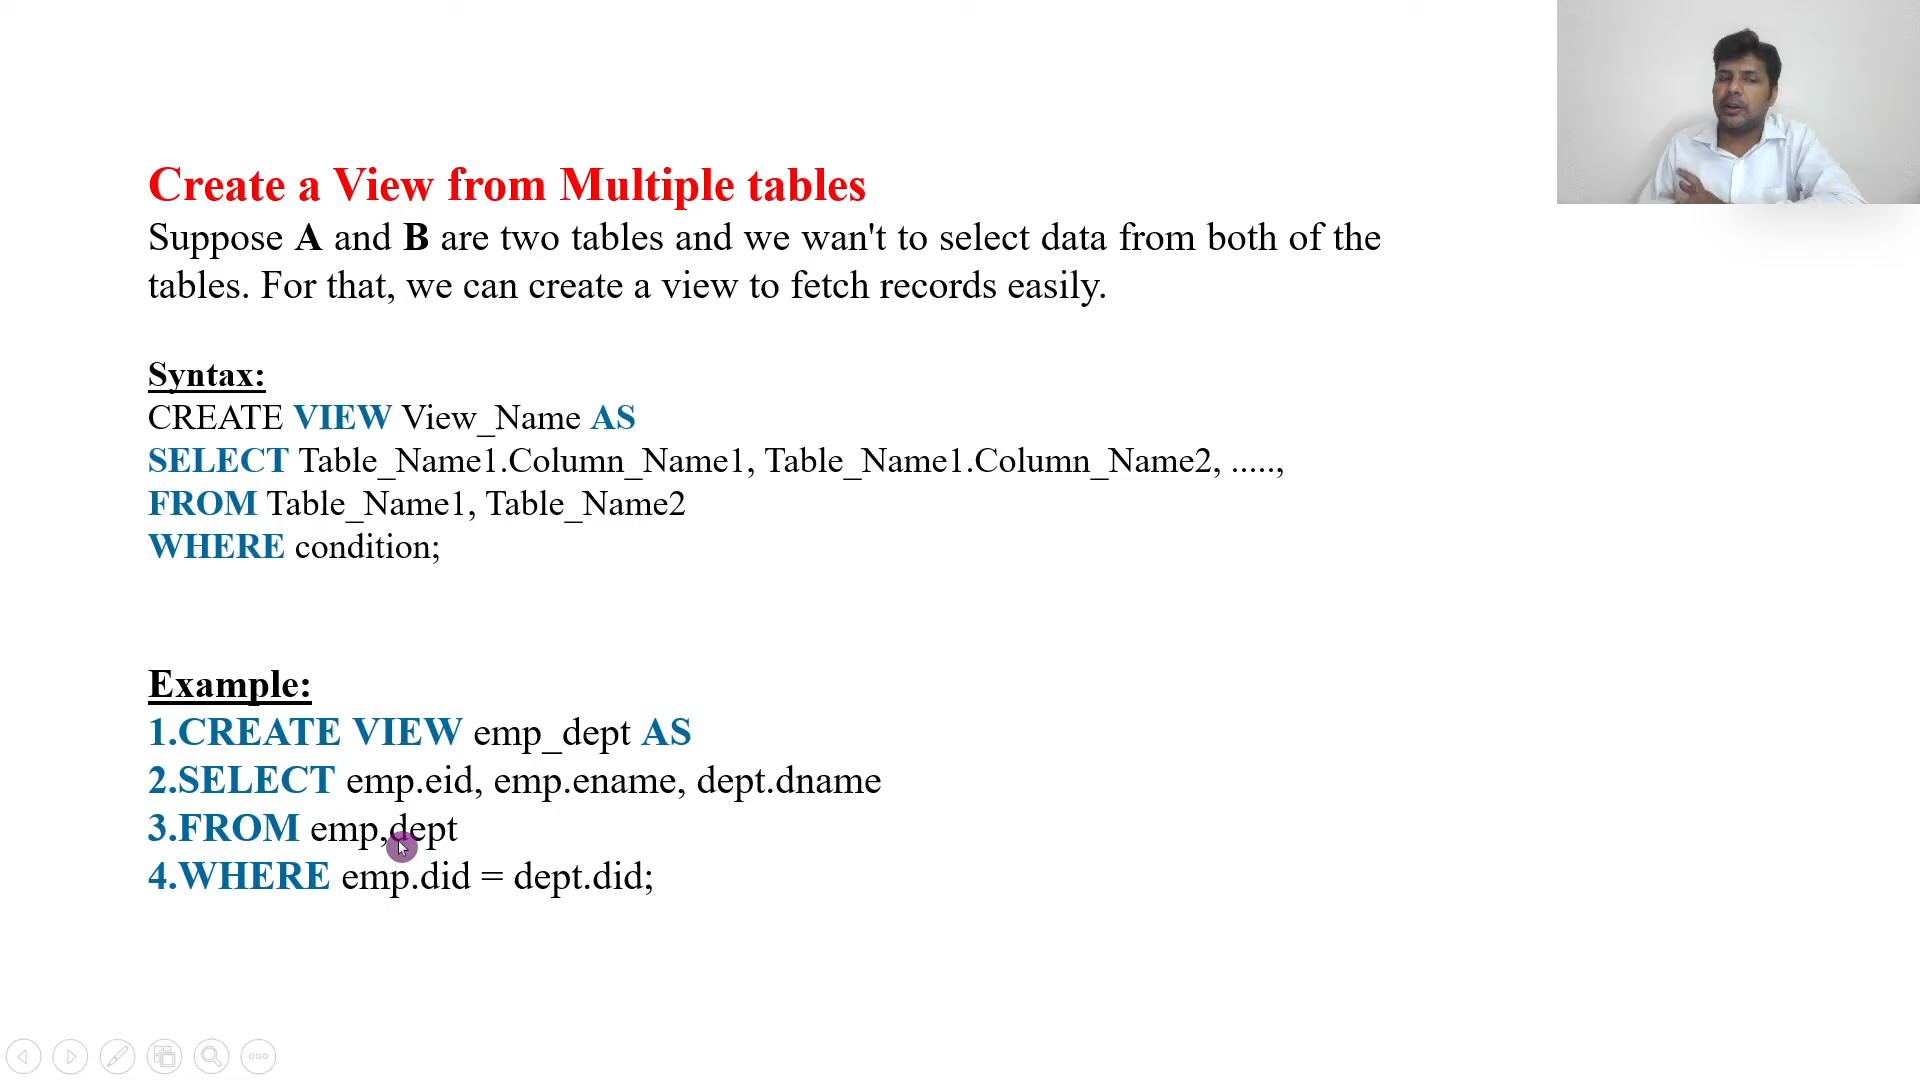 Create a View from Multiple tables
Suppose A and B are two tables and we wan't to select data from both of the
tables. For that, we can create a view to fetch records easily.
Syntax:
CREATE VIEW View_Name AS
SELECT Table_Name1.Column_Name1, Table_Name1.Column_Name2, .....,
FROM Table_Name1, Table_Name2
WHERE condition;
Example:
1.CREATE VIEW emp_dept AS
2.SELECT emp.eid, emp.ename, dept.dname
3.FROM emp,dept
4.WHERE emp.did = dept.did;